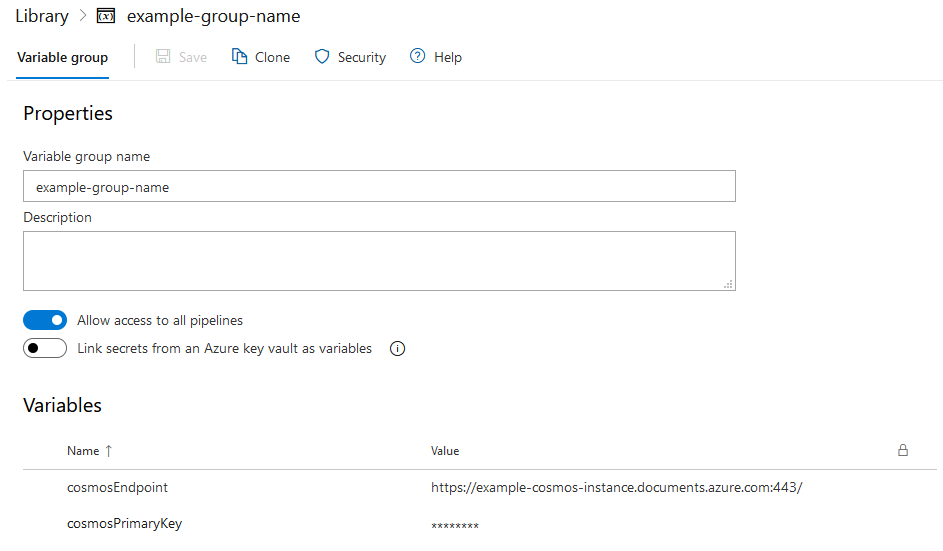 Library > example-group-name
Variable group Save Clone Security Help
Properties
Variable group name
example-group-name
Description
Allow access to all pipelines
Link secrets from an Azure key vault as variables
Variables
Name ↑ Value
cosmosEndpoint https://example-cosmos-instance.documents.azure.com:443/
cosmosPrimaryKey ********